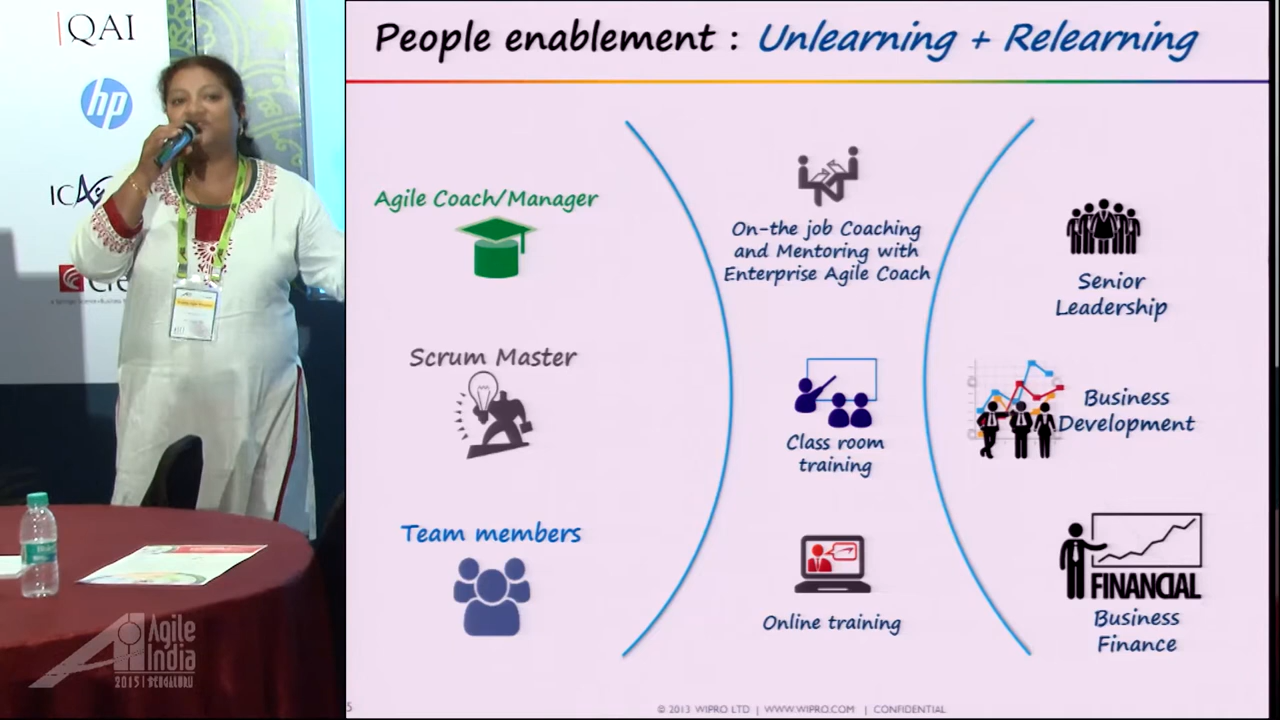 QAI
hp
People enablement : Unlearning + Relearning
Agile Coach/Manager
Scrum Master
Team members
On-the job Coaching
and Mentoring with
Enterprise Agile Coach
Class room
training
Online training
Senior
Leadership
Business
Development
FINANCIAL
Business
Finance
Agile
India
2015 | BENGALURU
© 2013 WIPRO LTD | WWW.WIPRO.COM | CONFIDENTIAL